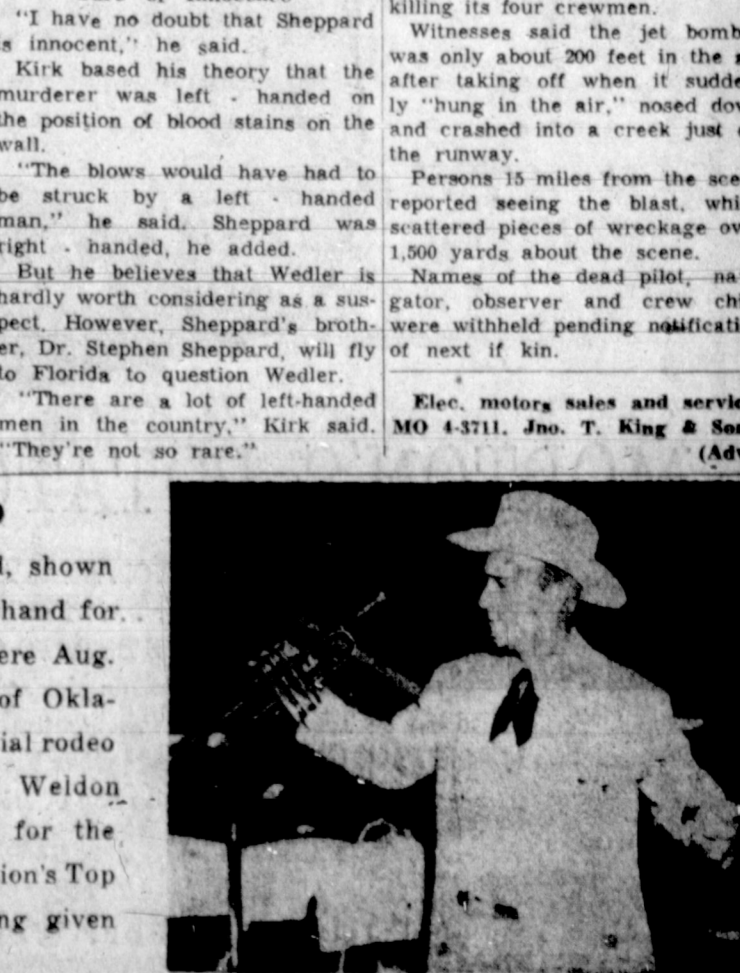 "I have no doubt that Sheppard
s innocent," he said.
Kirk based his theory that the
murderer was left - handed on
the position of blood stains on the
wall.
"The blows would have had to
be struck by a left - handed
man," he said. Sheppard was
right - handed, he added.
But he believes that Wedler is
hardly worth considering as a sus-
pect. However, Sheppard's broth-
er, Dr. Stephen Sheppard, will fly
to Florida to question Wedler.
"There are a lot of left-handed
men in the country," Kirk said.
"They're not so rare."
killing its four crewmen.
Witnesses said the jet bomb
was only about 200 feet in the
after taking off when it sudde
ly "hung in the air," nosed dov
and crashed into a creek just
the runway.
Persons 15 miles from the sce
reported seeing the blast, whi
scattered pieces of wreckage ov
1,500 yards about the scene.
Names of the dead pilot, na
gator, observer and crew chi
were withheld pending notificati
of next if kin.
Elec. motors sales and servic
MO 4-3711. Jno. T. King & Son
(Adv
l, shown
hand for
ere Aug.
of Okla-
ial rodeo
Weldon
for the
ion's Top
ng given